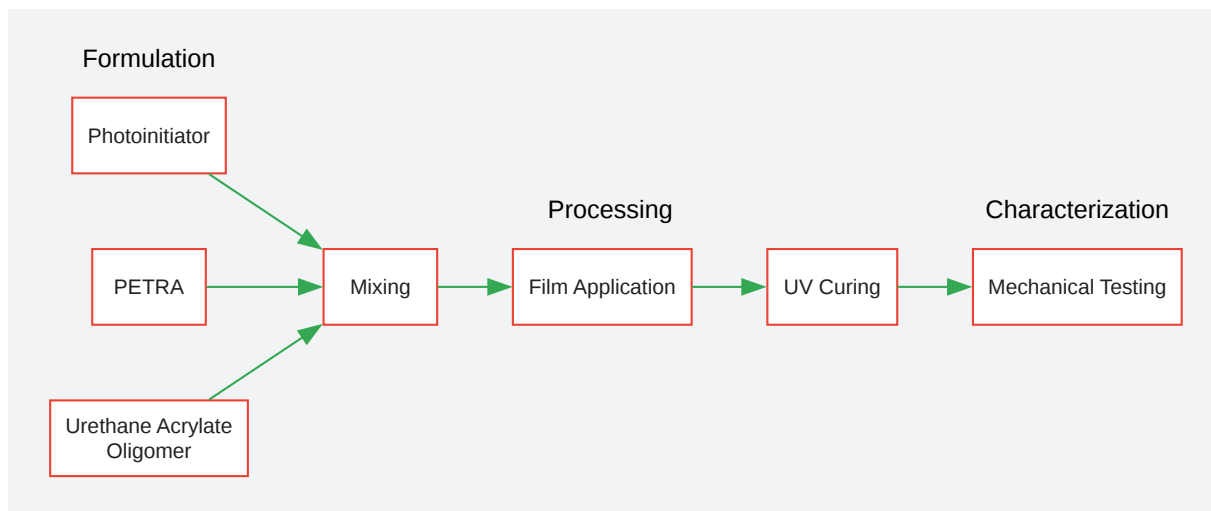 Formulation
Photoinitiator
Processing
Characterization
PETRA
Mixing
Film Application
UV Curing
Mechanical Testing
Urethane Acrylate
Oligomer